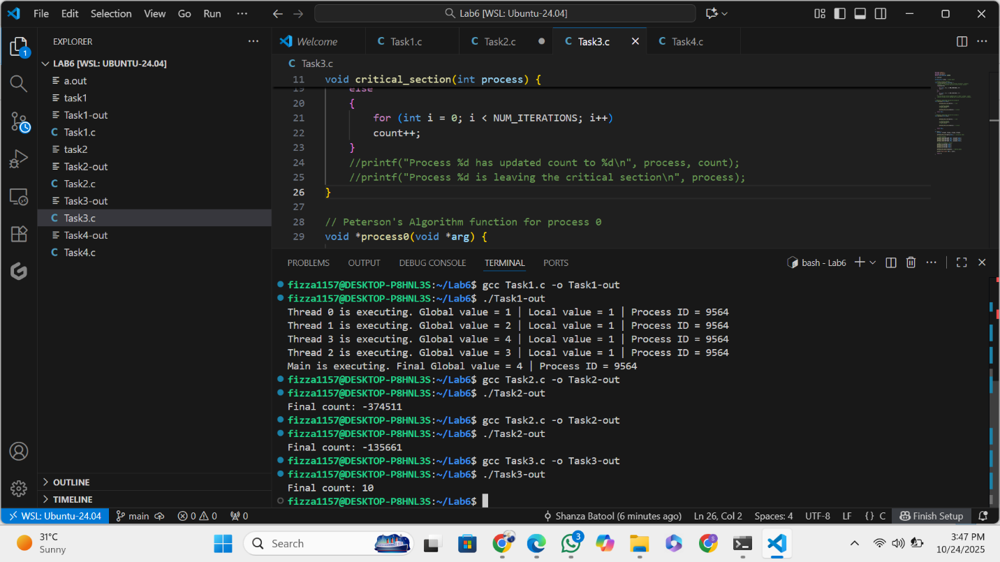 File Edit Selection View Go Run ··· Lab6 [WSL: Ubuntu-24.04]
EXPLORER ···
LAB6 [WSL: UBUNTU-24.04]
a.out
task1
Task1-out
C Task1.c
task2
Task2-out
C Task2.c
Task3-out
C Task3.c
Task4-out
C Task4.c
OUTLINE
TIMELINE
1
Welcome C Task1.c C Task2.c C Task3.c C Task4.c
C Task3.c
11 void critical_section(int process) {
19 else
20 {
21 for (int i = 0; i < NUM_ITERATIONS; i++)
22 count++;
23 }
24 //printf("Process %d has updated count to %d\n", process, count);
25 //printf("Process %d is leaving the critical section\n", process);
26 }
27
28 // Peterson's Algorithm function for process 0
29 void *process0(void *arg) {
PROBLEMS OUTPUT DEBUG CONSOLE TERMINAL PORTS bash - Lab6
fizza1157@DESKTOP-P8HNL3S:~/Lab6$ gcc Task1.c -o Task1-out
fizza1157@DESKTOP-P8HNL3S:~/Lab6$ ./Task1-out
Thread 0 is executing. Global value = 1 | Local value = 1 | Process ID = 9564
Thread 1 is executing. Global value = 2 | Local value = 1 | Process ID = 9564
Thread 3 is executing. Global value = 4 | Local value = 1 | Process ID = 9564
Thread 2 is executing. Global value = 3 | Local value = 1 | Process ID = 9564
Main is executing. Final Global value = 4 | Process ID = 9564
fizza1157@DESKTOP-P8HNL3S:~/Lab6$ gcc Task2.c -o Task2-out
fizza1157@DESKTOP-P8HNL3S:~/Lab6$ ./Task2-out
Final count: -374511
fizza1157@DESKTOP-P8HNL3S:~/Lab6$ gcc Task2.c -o Task2-out
fizza1157@DESKTOP-P8HNL3S:~/Lab6$ ./Task2-out
Final count: -135661
fizza1157@DESKTOP-P8HNL3S:~/Lab6$ gcc Task3.c -o Task3-out
fizza1157@DESKTOP-P8HNL3S:~/Lab6$ ./Task3-out
Final count: 10
fizza1157@DESKTOP-P8HNL3S:~/Lab6$
WSL: Ubuntu-24.04 main 0 0 0 Shanza Batool (6 minutes ago) Ln 26, Col 2 Spaces: 4 UTF-8 LF {} C Finish Setup
31°C
Sunny
Search
3
3:47 PM
10/24/2025